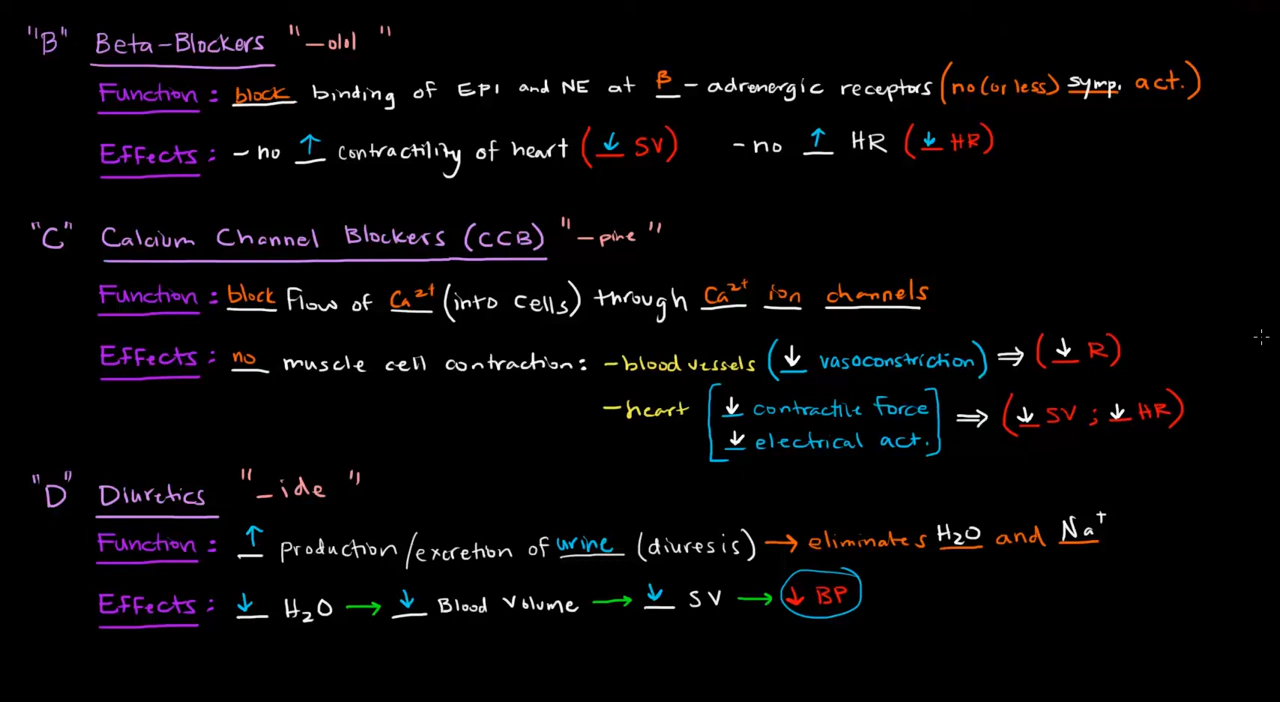 "B" Beta-Blockers "-olol"
Function: block binding of EPI and NE at β-adrenergic receptors (no (or less) symp. act.)
Effects: - no ↑ contractility of heart (↓ SV) - no ↑ HR (↓ HR)
"C" Calcium Channel Blockers (CCB) "-pine"
Function: block flow of Ca²⁺ (into cells) through Ca²⁺ ion channels
Effects: no muscle cell contraction: - blood vessels (↓ vasoconstriction) ⇒ (↓ R)
- heart [↓ contractile force
↓ electrical act.] ⇒ (↓ SV; ↓ HR)
"D" Diuretics "-ide"
Function: ↑ production/excretion of urine (diuresis) → eliminates H₂O and Na⁺
Effects: ↓ H₂O → ↓ Blood Volume → ↓ SV → ↓ BP